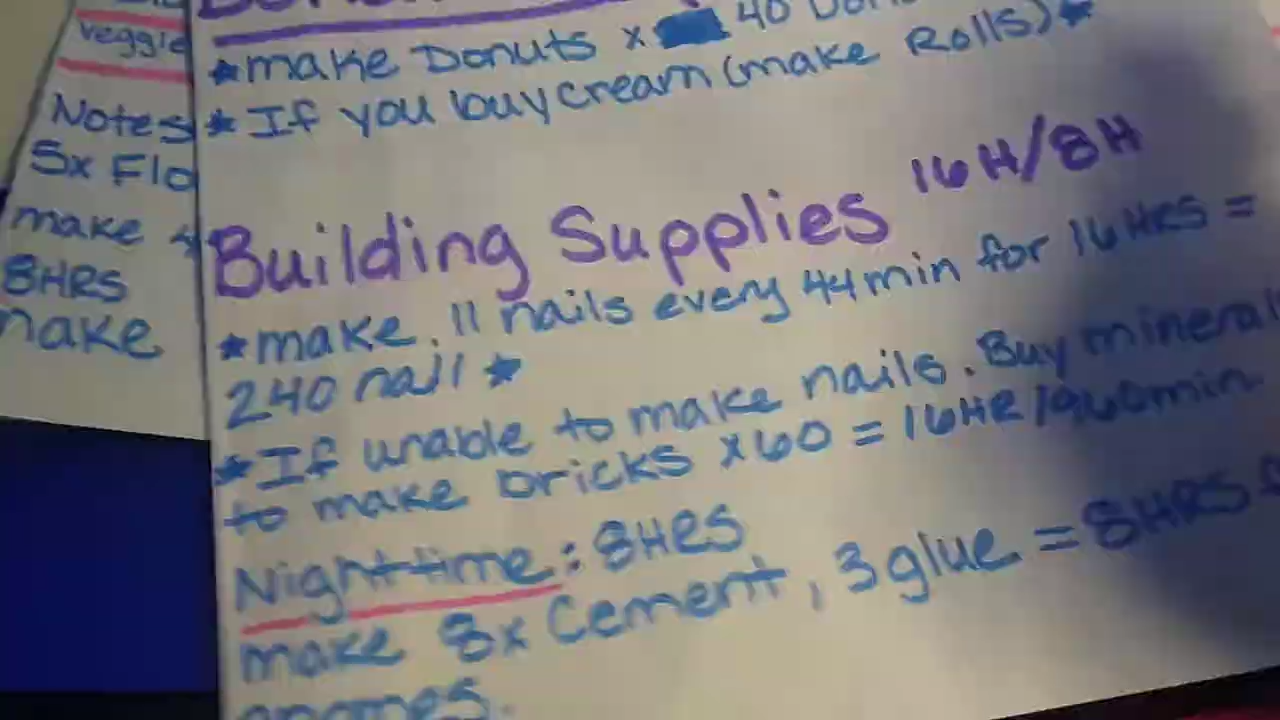 veggie
Notes
5x Flo
make
8HRS
make
*make Donuts x 40
*If you buy cream (make Rolls)*
Building Supplies 16H/8H
*make 11 nails every 44min for 16HRS =
240 nail*
*If unable to make nails. Buy mineral
to make bricks x60 = 16HR/960min
Nighttime: 8HRS
make 8x Cement, 3 glue = 8HRS